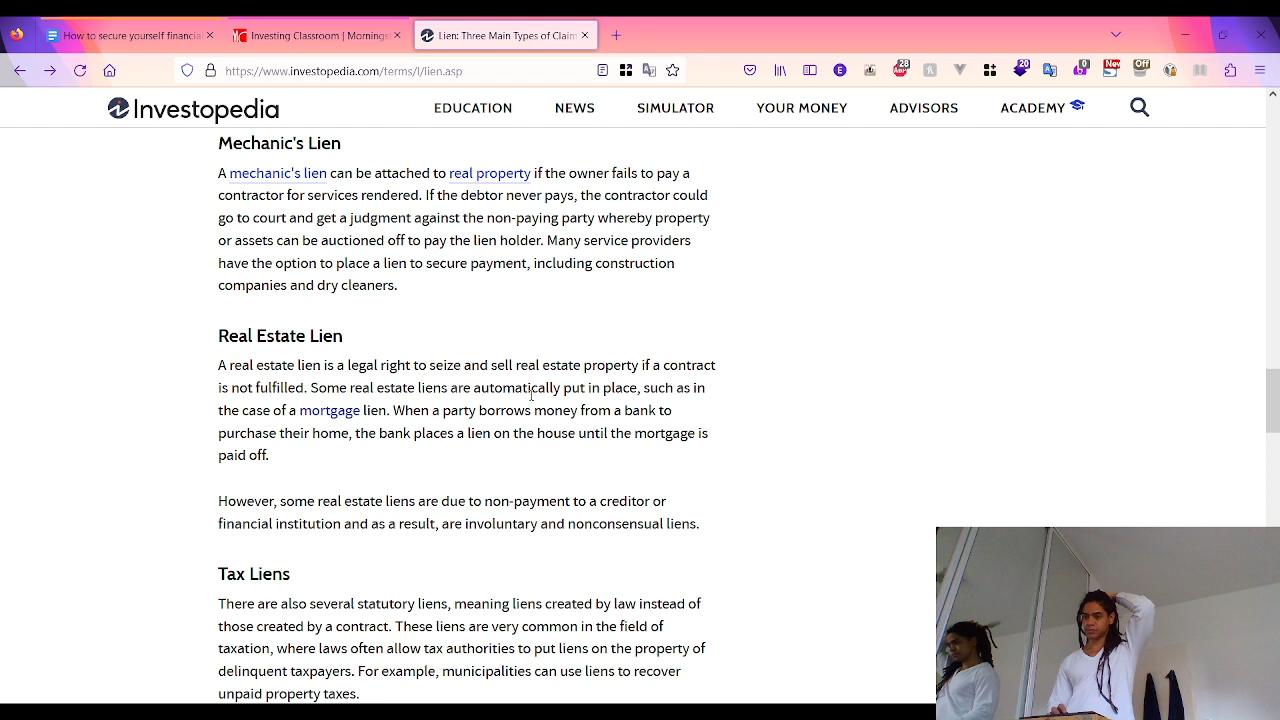 How to secure yourself financial
Investing Classroom | Mornings
Lien: Three Main Types of Claim
https://www.investopedia.com/terms/l/lien.asp
28
20
0
New
Off
Investopedia
EDUCATION NEWS SIMULATOR YOUR MONEY ADVISORS ACADEMY
Mechanic's Lien
A mechanic's lien can be attached to real property if the owner fails to pay a
contractor for services rendered. If the debtor never pays, the contractor could
go to court and get a judgment against the non-paying party whereby property
or assets can be auctioned off to pay the lien holder. Many service providers
have the option to place a lien to secure payment, including construction
companies and dry cleaners.
Real Estate Lien
A real estate lien is a legal right to seize and sell real estate property if a contract
is not fulfilled. Some real estate liens are automatically put in place, such as in
the case of a mortgage lien. When a party borrows money from a bank to
purchase their home, the bank places a lien on the house until the mortgage is
paid off.
However, some real estate liens are due to non-payment to a creditor or
financial institution and as a result, are involuntary and nonconsensual liens.
Tax Liens
There are also several statutory liens, meaning liens created by law instead of
those created by a contract. These liens are very common in the field of
taxation, where laws often allow tax authorities to put liens on the property of
delinquent taxpayers. For example, municipalities can use liens to recover
unpaid property taxes.